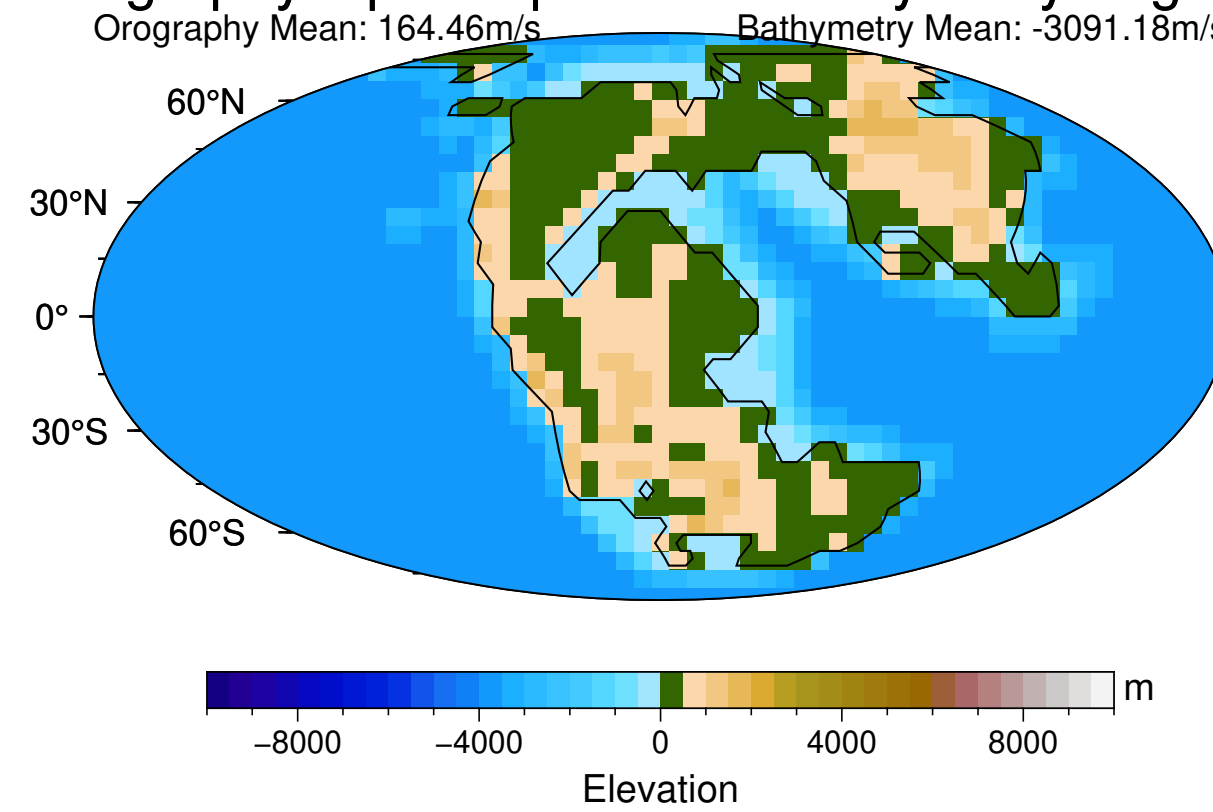 Orography Mean: 164.46m/s Bathymetry Mean: -3091.18m/s
60°N
30°N
0°
30°S
60°S
m
−8000 −4000 0 4000 8000
Elevation